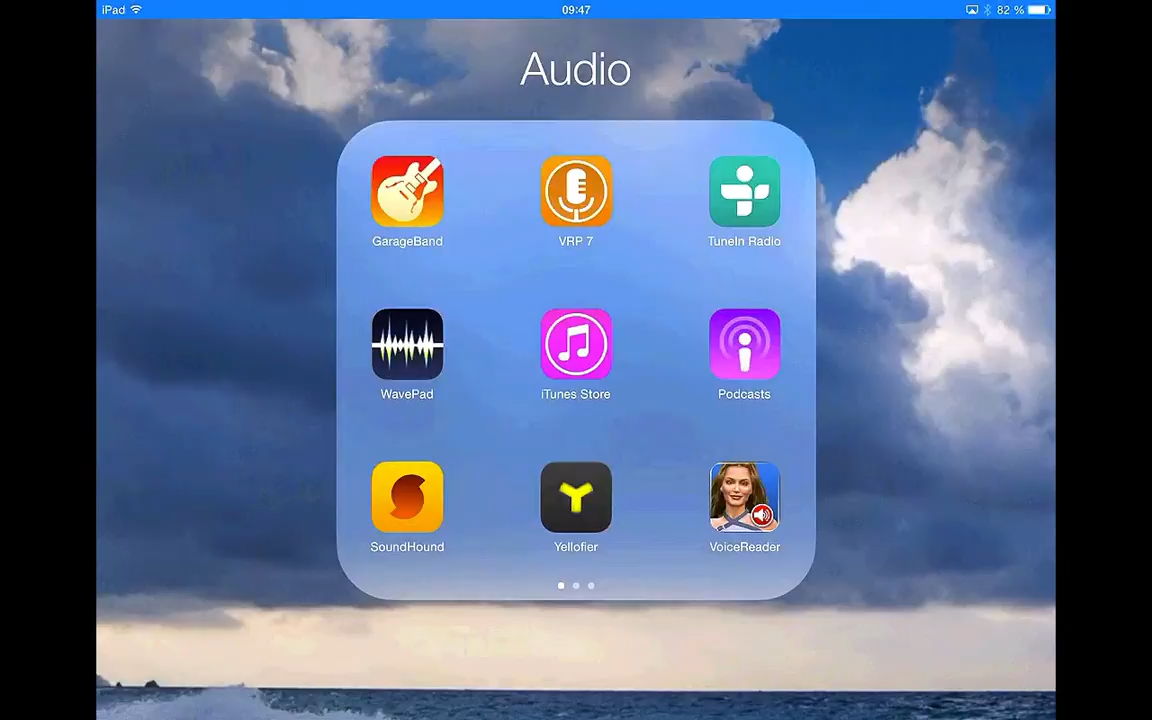 iPad 09:47 82 %
Audio
GarageBand VRP 7 TuneIn Radio
WavePad iTunes Store Podcasts
SoundHound Yellofier VoiceReader